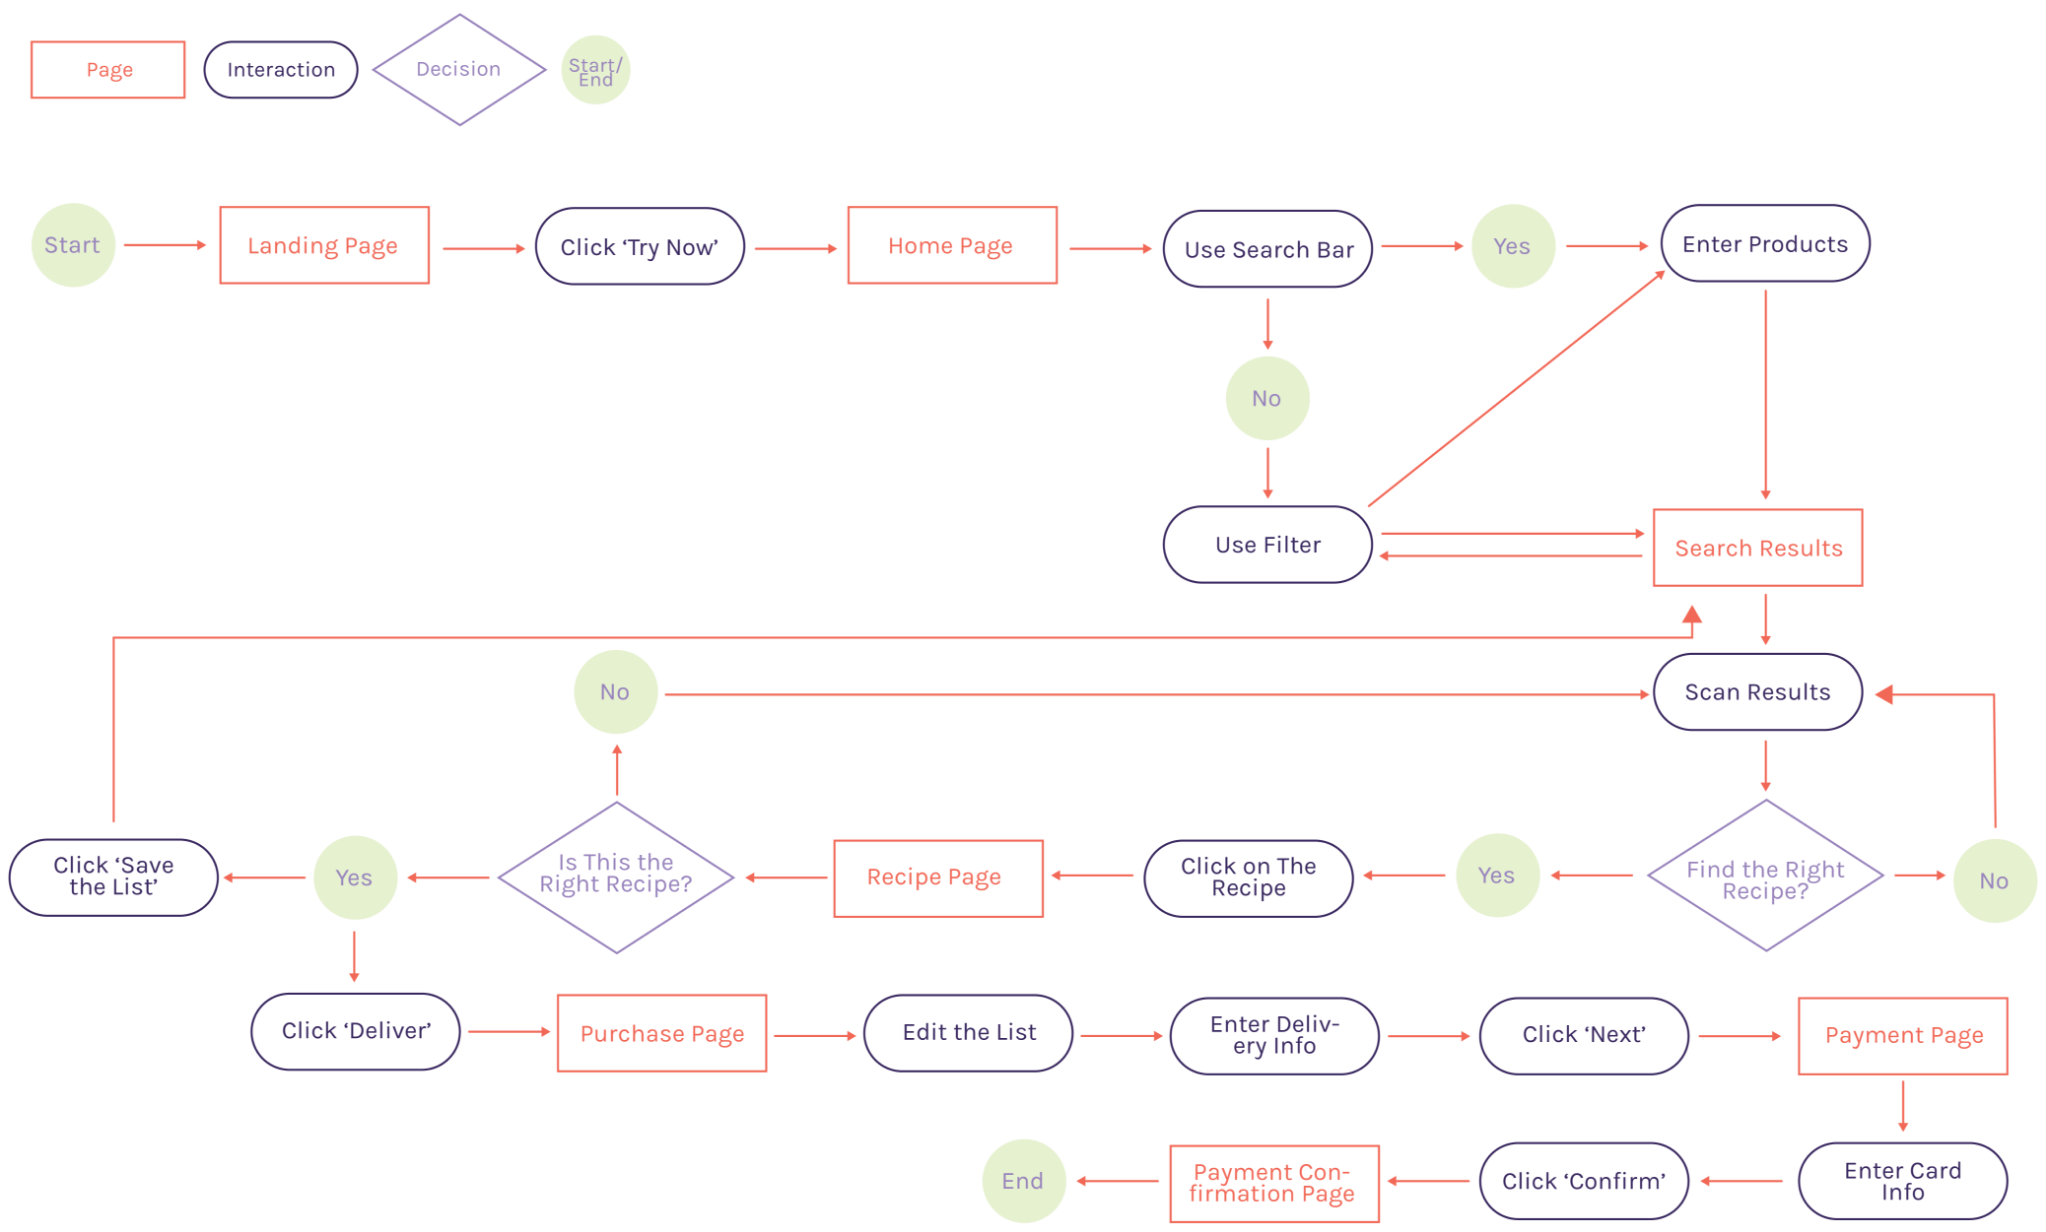 Page
Interaction
Decision
Start/
End
Start
Landing Page
Click ‘Try Now’
Home Page
Use Search Bar
Yes
Enter Products
No
Use Filter
Search Results
No
Scan Results
Click ‘Save
the List’
Yes
Is This the
Right Recipe?
Recipe Page
Click on The
Recipe
Yes
Find the Right
Recipe?
No
Click ‘Deliver’
Purchase Page
Edit the List
Enter Deliv-
ery Info
Click ‘Next’
Payment Page
End
Payment Con-
firmation Page
Click ‘Confirm’
Enter Card
Info